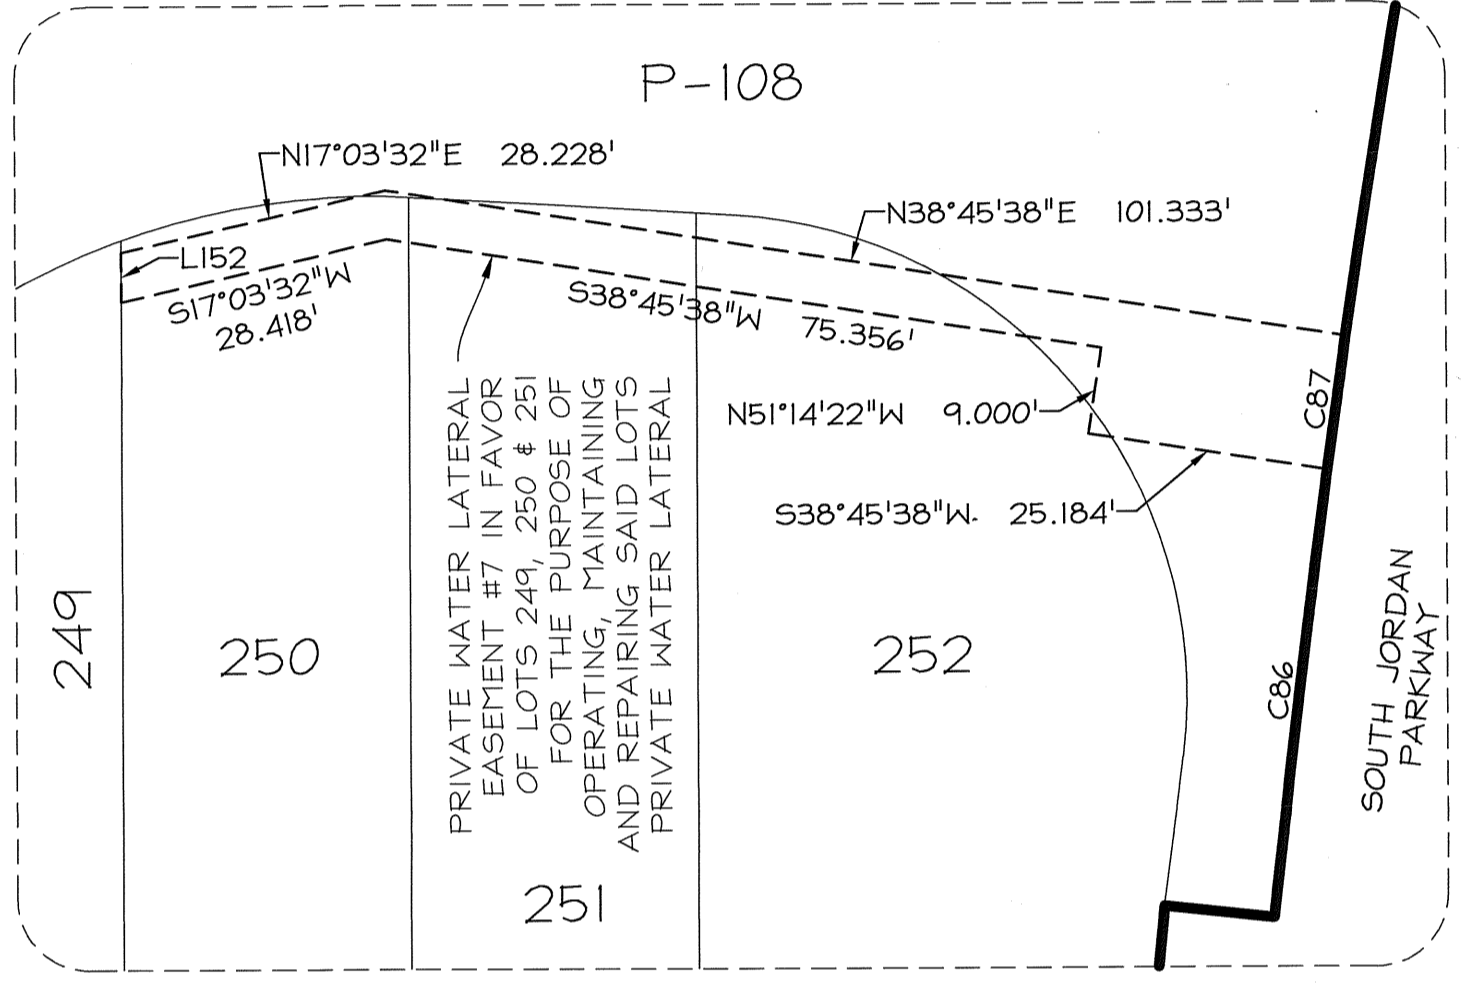 P-108
N17°03'32"E 28.228'
N38°45'38"E 101.333'
L152
S17°03'32"W
28.418'
S38°45'38"W 75.356'
N51°14'22"W 9.000'
S38°45'38"W. 25.184'
C87
C86
PRIVATE WATER LATERAL
EASEMENT #7 IN FAVOR
OF LOTS 249, 250 & 251
FOR THE PURPOSE OF
OPERATING, MAINTAINING
AND REPAIRING SAID LOTS
PRIVATE WATER LATERAL
249
250
251
252
SOUTH JORDAN
PARKWAY